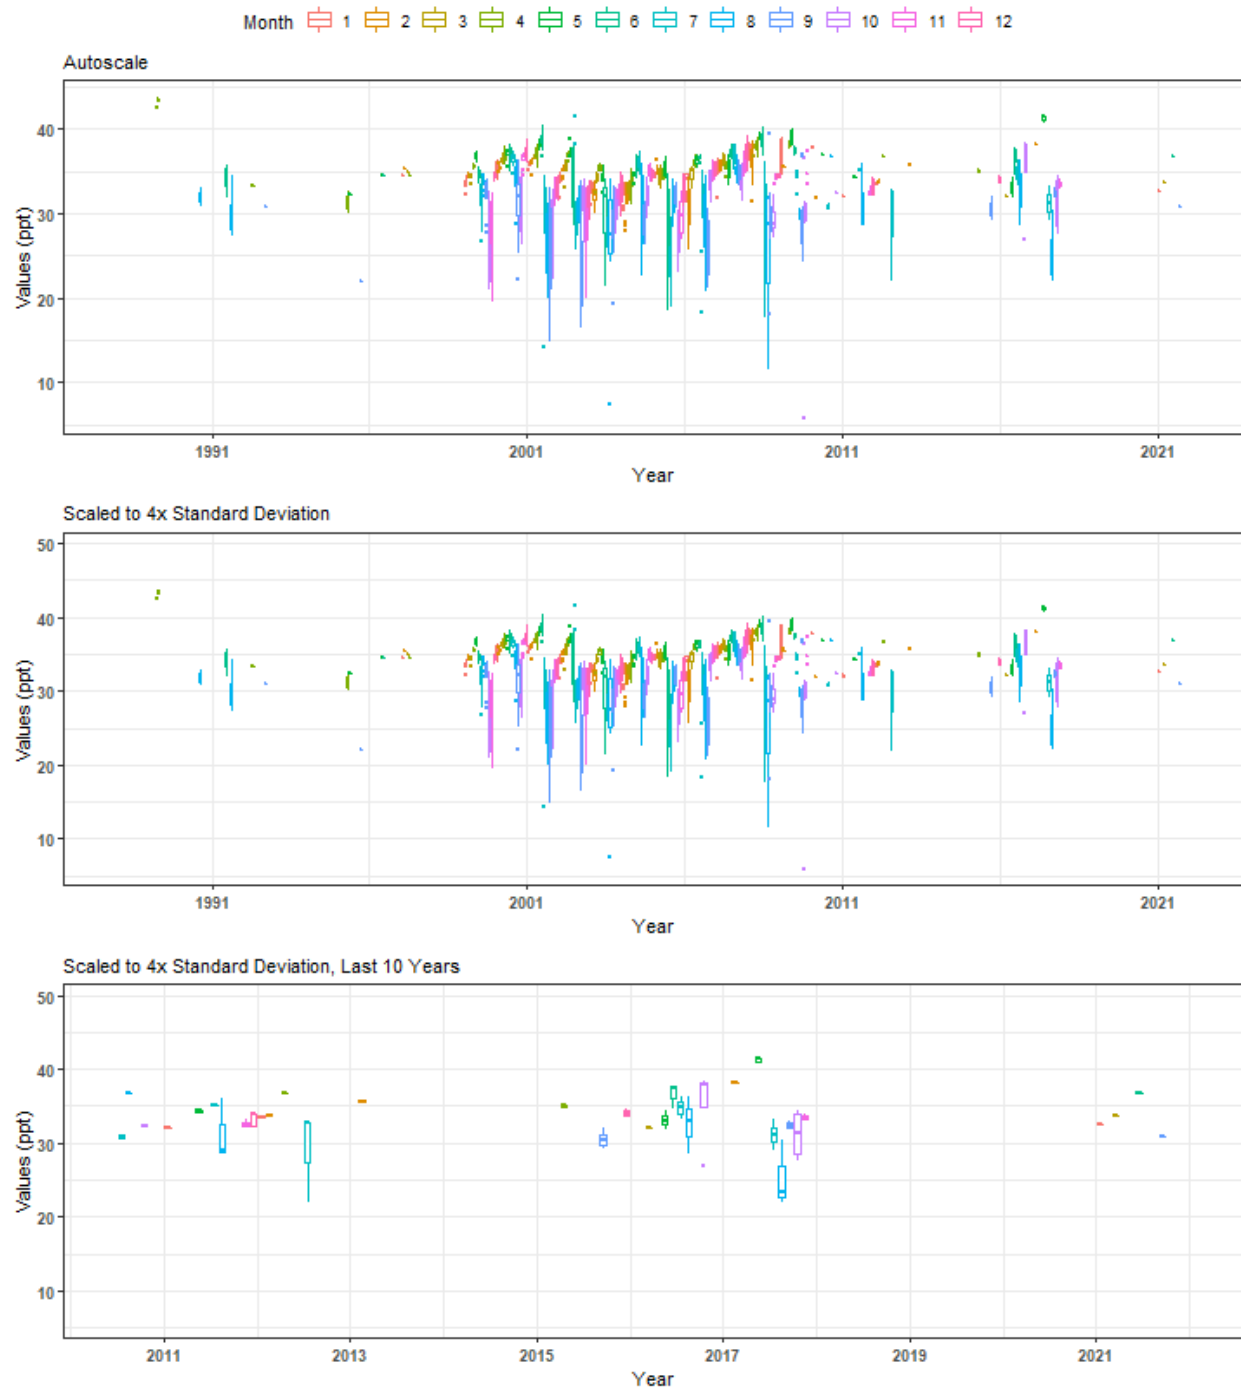 Month 1 2 3 4 5 6 7 8 9 10 11 12
Autoscale
40
30
20
10
Values (ppt)
1991 2001 2011 2021
Year
Scaled to 4x Standard Deviation
50
40
30
20
10
Values (ppt)
1991 2001 2011 2021
Year
Scaled to 4x Standard Deviation, Last 10 Years
50
40
30
20
10
Values (ppt)
2011 2013 2015 2017 2019 2021
Year